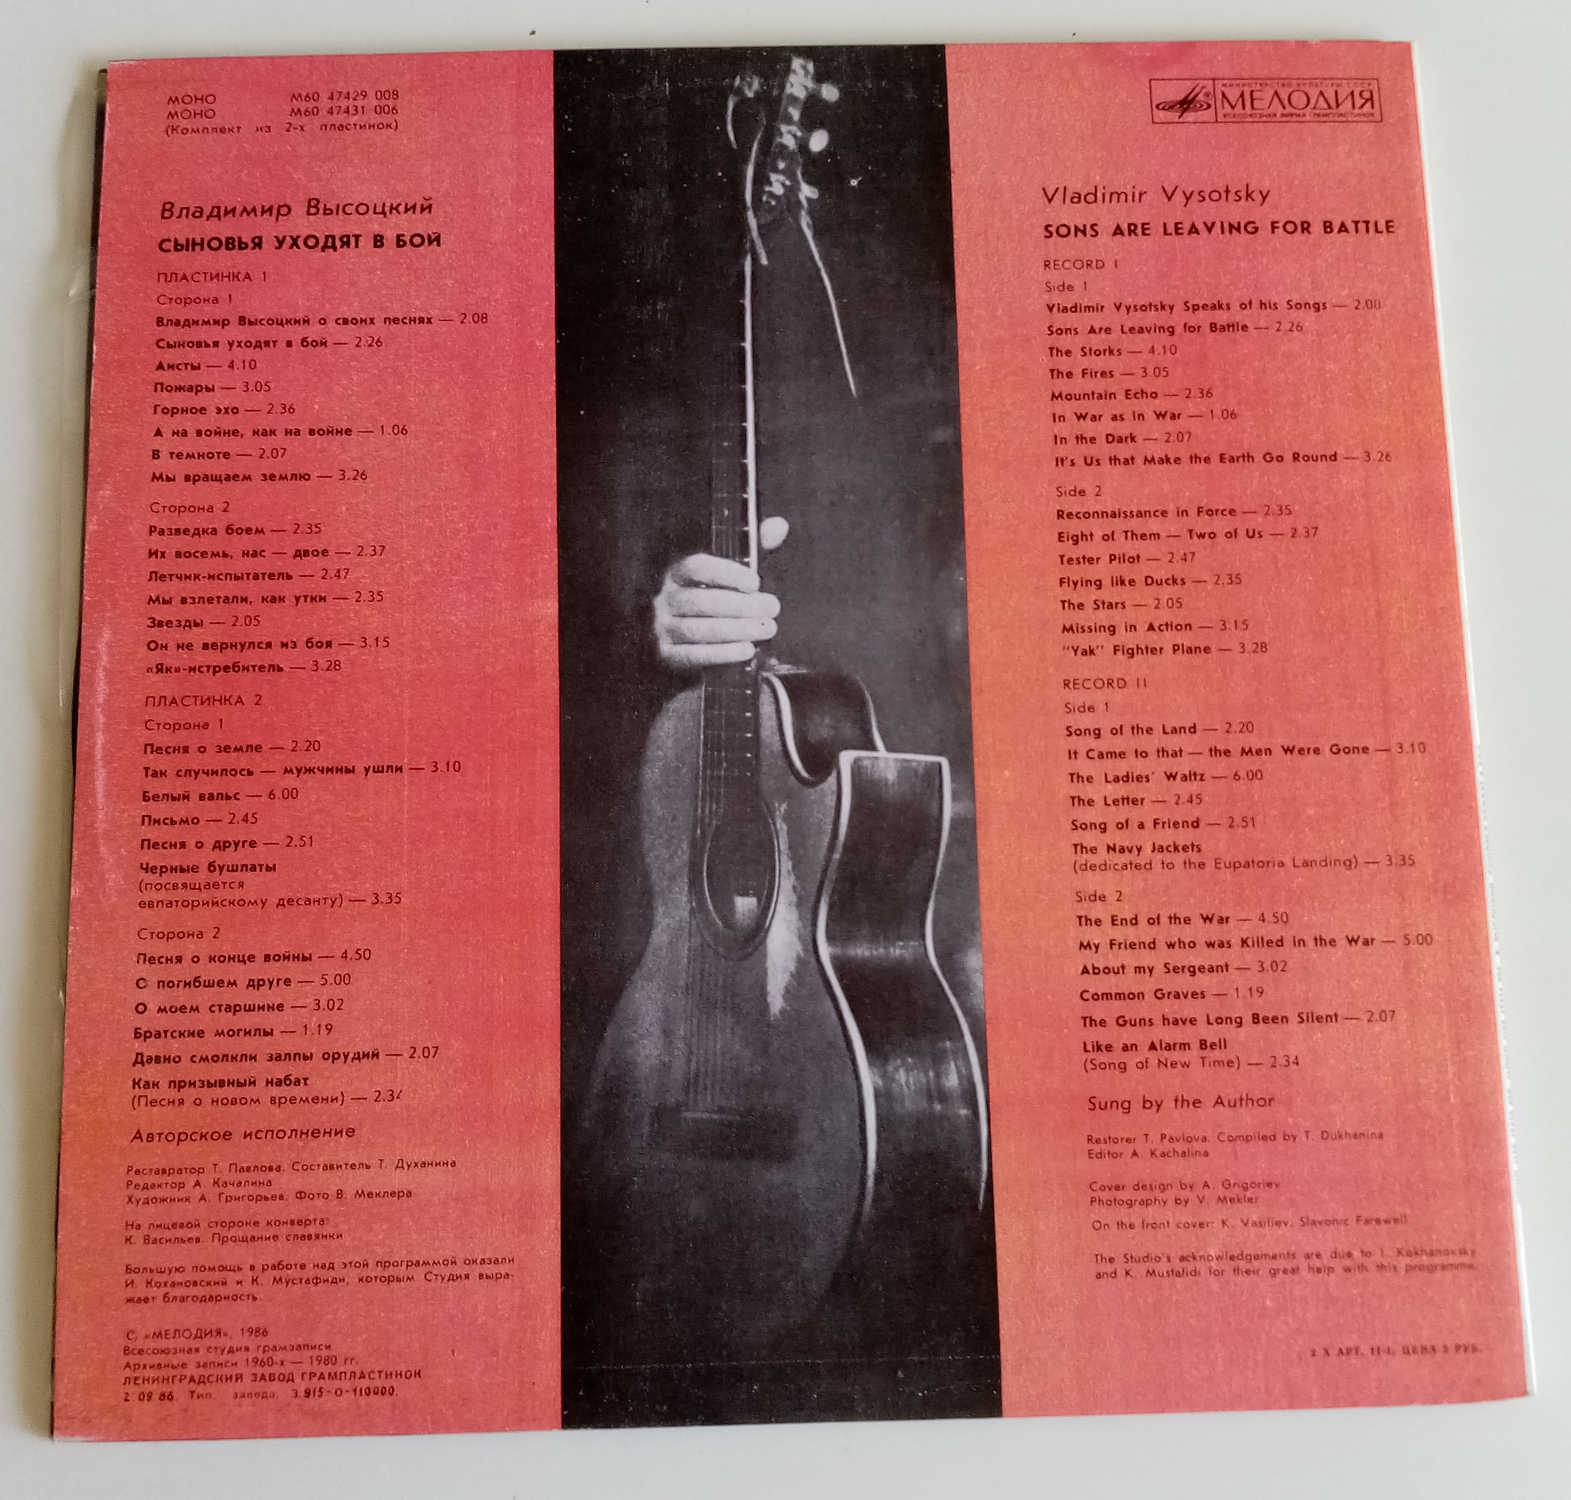 МОНО М60 47429 008
МОНО М60 47431 006
(Комплект из 2-х пластинок)
Владимир Высоцкий
СЫНОВЬЯ УХОДЯТ В БОЙ
ПЛАСТИНКА 1
Сторона 1
Владимир Высоцкий о своих песнях — 2.08
Сыновья уходят в бой — 2.26
Аисты — 4.10
Пожары — 3.05
Горное эхо — 2.36
А на войне, как на войне — 1.06
В темноте — 2.07
Мы вращаем землю — 3.26
Сторона 2
Разведка боем — 2.35
Их восемь, нас — двое — 2.37
Летчик-испытатель — 2.47
Мы взлетали, как утки — 2.35
Звезды — 2.05
Он не вернулся из боя — 3.15
«Як»-истребитель — 3.28
ПЛАСТИНКА 2
Сторона 1
Песня о земле — 2.20
Так случилось — мужчины ушли — 3.10
Белый вальс — 6.00
Письмо — 2.45
Песня о друге — 2.51
Черные бушлаты
(посвящается
евпаторийскому десанту) — 3.35
Сторона 2
Песня о конце войны — 4.50
О погибшем друге — 5.00
О моем старшине — 3.02
Братские могилы — 1.19
Давно смолкли залпы орудий — 2.07
Как призывный набат
(Песня о новом времени) — 2.34
Авторское исполнение
Реставратор Т. Павлова. Составитель Т. Духанина
Редактор А. Качалина
Художник А. Григорьев. Фото В. Меклера
На лицевой стороне конверта:
К. Васильев. Прощание славянки
Большую помощь в работе над этой программой оказали
И. Кохановский и К. Мустафиди, которым Студия выра-
жает благодарность.
С «МЕЛОДИЯ», 1986
Всесоюзная студия грамзаписи
Архивные записи 1960-х — 1980 гг.
ЛЕНИНГРАДСКИЙ ЗАВОД ГРАМПЛАСТИНОК
2 09 86. Тип. завода. З.915-0-110000.
МИНИСТЕРСТВО КУЛЬТУРЫ СССР
МЕЛОДИЯ
ВСЕСОЮЗНАЯ ФИРМА ГРАМПЛАСТИНОК
Vladimir Vysotsky
SONS ARE LEAVING FOR BATTLE
RECORD I
Side 1
Vladimir Vysotsky Speaks of his Songs — 2.08
Sons Are Leaving for Battle — 2.26
The Storks — 4.10
The Fires — 3.05
Mountain Echo — 2.36
In War as in War — 1.06
In the Dark — 2.07
It's Us that Make the Earth Go Round — 3.26
Side 2
Reconnaissance in Force — 2.35
Eight of Them — Two of Us — 2.37
Tester Pilot — 2.47
Flying like Ducks — 2.35
The Stars — 2.05
Missing in Action — 3.15
"Yak" Fighter Plane — 3.28
RECORD II
Side 1
Song of the Land — 2.20
It Came to that — the Men Were Gone — 3.10
The Ladies' Waltz — 6.00
The Letter — 2.45
Song of a Friend — 2.51
The Navy Jackets
(dedicated to the Eupatoria Landing) — 3.35
Side 2
The End of the War — 4.50
My Friend who was Killed in the War — 5.00
About my Sergeant — 3.02
Common Graves — 1.19
The Guns have Long Been Silent — 2.07
Like an Alarm Bell
(Song of New Time) — 2.34
Sung by the Author
Restorer T. Pavlova. Compiled by T. Dukhanina
Editor A. Kachalina
Cover design by A. Grigoriev
Photography by V. Mekler
On the front cover: K. Vasiliev. Slavonic Farewell
The Studio's acknowledgements are due to I. Kokhanovsky
and K. Mustafidi for their great help with this programme.
2 X АРТ. 11-4. ЦЕНА 5 РУБ.